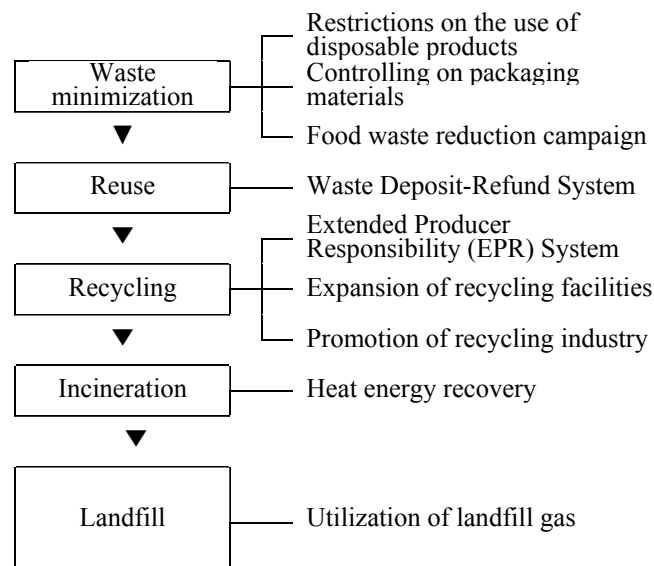 Restrictions on the use of
disposable products
Waste
minimization
Controlling on packaging
materials
Food waste reduction campaign
▼
Reuse
Waste Deposit-Refund System
▼
Extended Producer
Responsibility (EPR) System
Recycling
Expansion of recycling facilities
Promotion of recycling industry
▼
Incineration
Heat energy recovery
▼
Landfill
Utilization of landfill gas